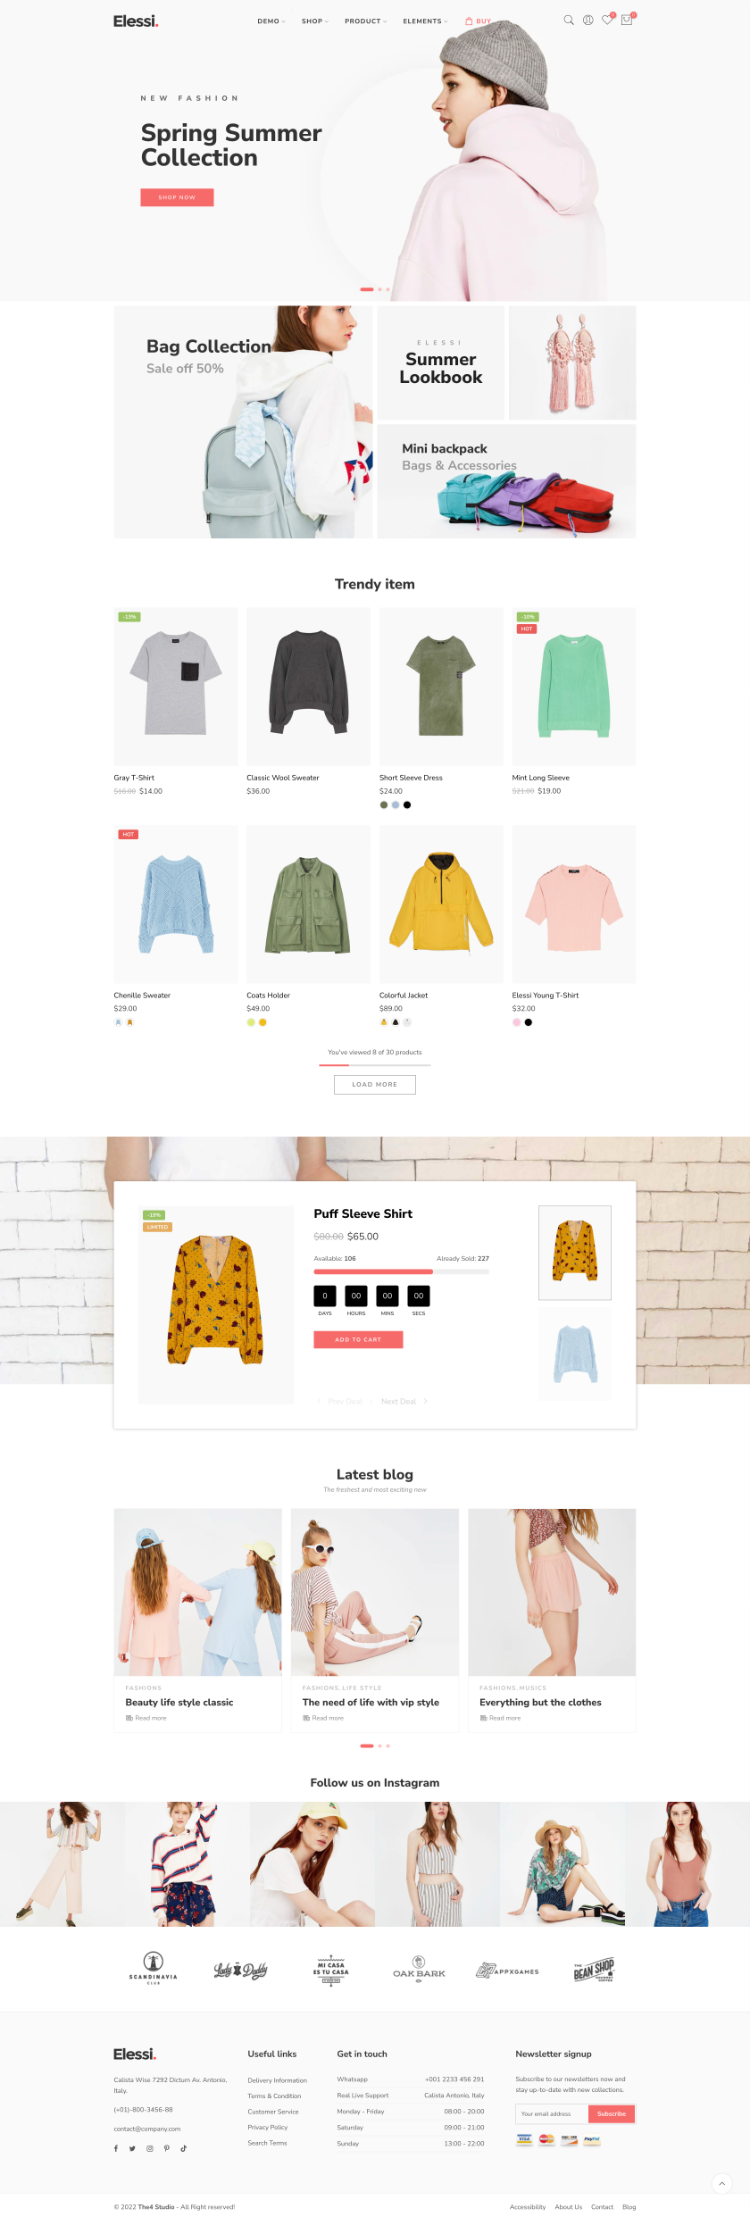 Elessi.
DEMO
SHOP
PRODUCT
ELEMENTS
BUY
NEW FASHION
Spring Summer
Collection
SHOP NOW
Bag Collection
Sale off 50%
ELESSI
Summer
Lookbook
Mini backpack
Bags & Accessories
Trendy item
-13%
-10%
HOT
Gray T-Shirt
$16.00 $14.00
Classic Wool Sweater
$36.00
Short Sleeve Dress
$24.00
Mint Long Sleeve
$21.00 $19.00
HOT
Chenille Sweater
$29.00
Coats Holder
$49.00
Colorful Jacket
$89.00
Elessi Young T-Shirt
$32.00
You've viewed 8 of 30 products
LOAD MORE
LIMITED
Puff Sleeve Shirt
$80.00 $65.00
Available: 106
Already Sold: 227
0 00 00 00
DAYS HOURS MINS SECS
ADD TO CART
Prev Deal
Next Deal
Latest blog
The freshest and most exciting new
FASHIONS
Beauty life style classic
Read more
FASHIONS, LIFE STYLE
The need of life with vip style
Read more
FASHIONS, MUSICS
Everything but the clothes
Read more
Follow us on Instagram
SCANDINAVIA
CLUB
Lady Daddy
MI CASA
ES TU CASA
OAK BARK
APPXGAMES
THE
BEAN SHOP
Elessi.
Calista Wise 7292 Dictum Av. Antonio,
Italy.
(+01)-800-3456-88
contact@company.com
Useful links
Delivery Information
Terms & Condition
Customer Service
Privacy Policy
Search Terms
Get in touch
Whatsapp +001 2233 456 291
Real Live Support Calista Antonio, Italy
Monday - Friday 08:00 - 20:00
Saturday 09:00 - 21:00
Sunday 13:00 - 22:00
Newsletter signup
Subscribe to our newsletters now and
stay up-to-date with new collections.
Your email address
Subscribe
VISA
PayPal
© 2022 The4 Studio - All Right reserved!
Accessibility
About Us
Contact
Blog